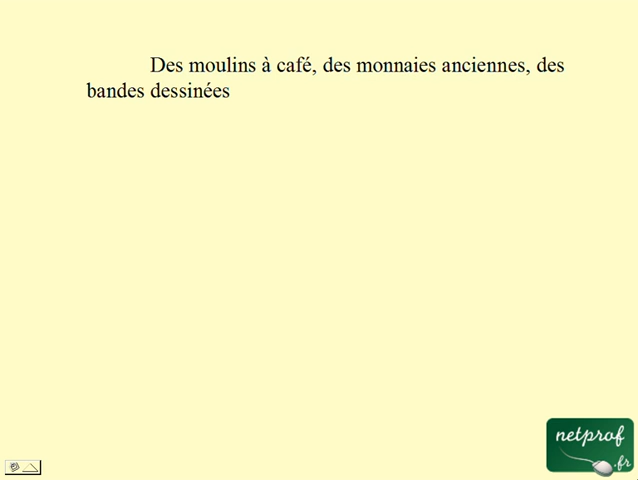 Des moulins à café, des monnaies anciennes, des
bandes dessinées
netprof
.fr